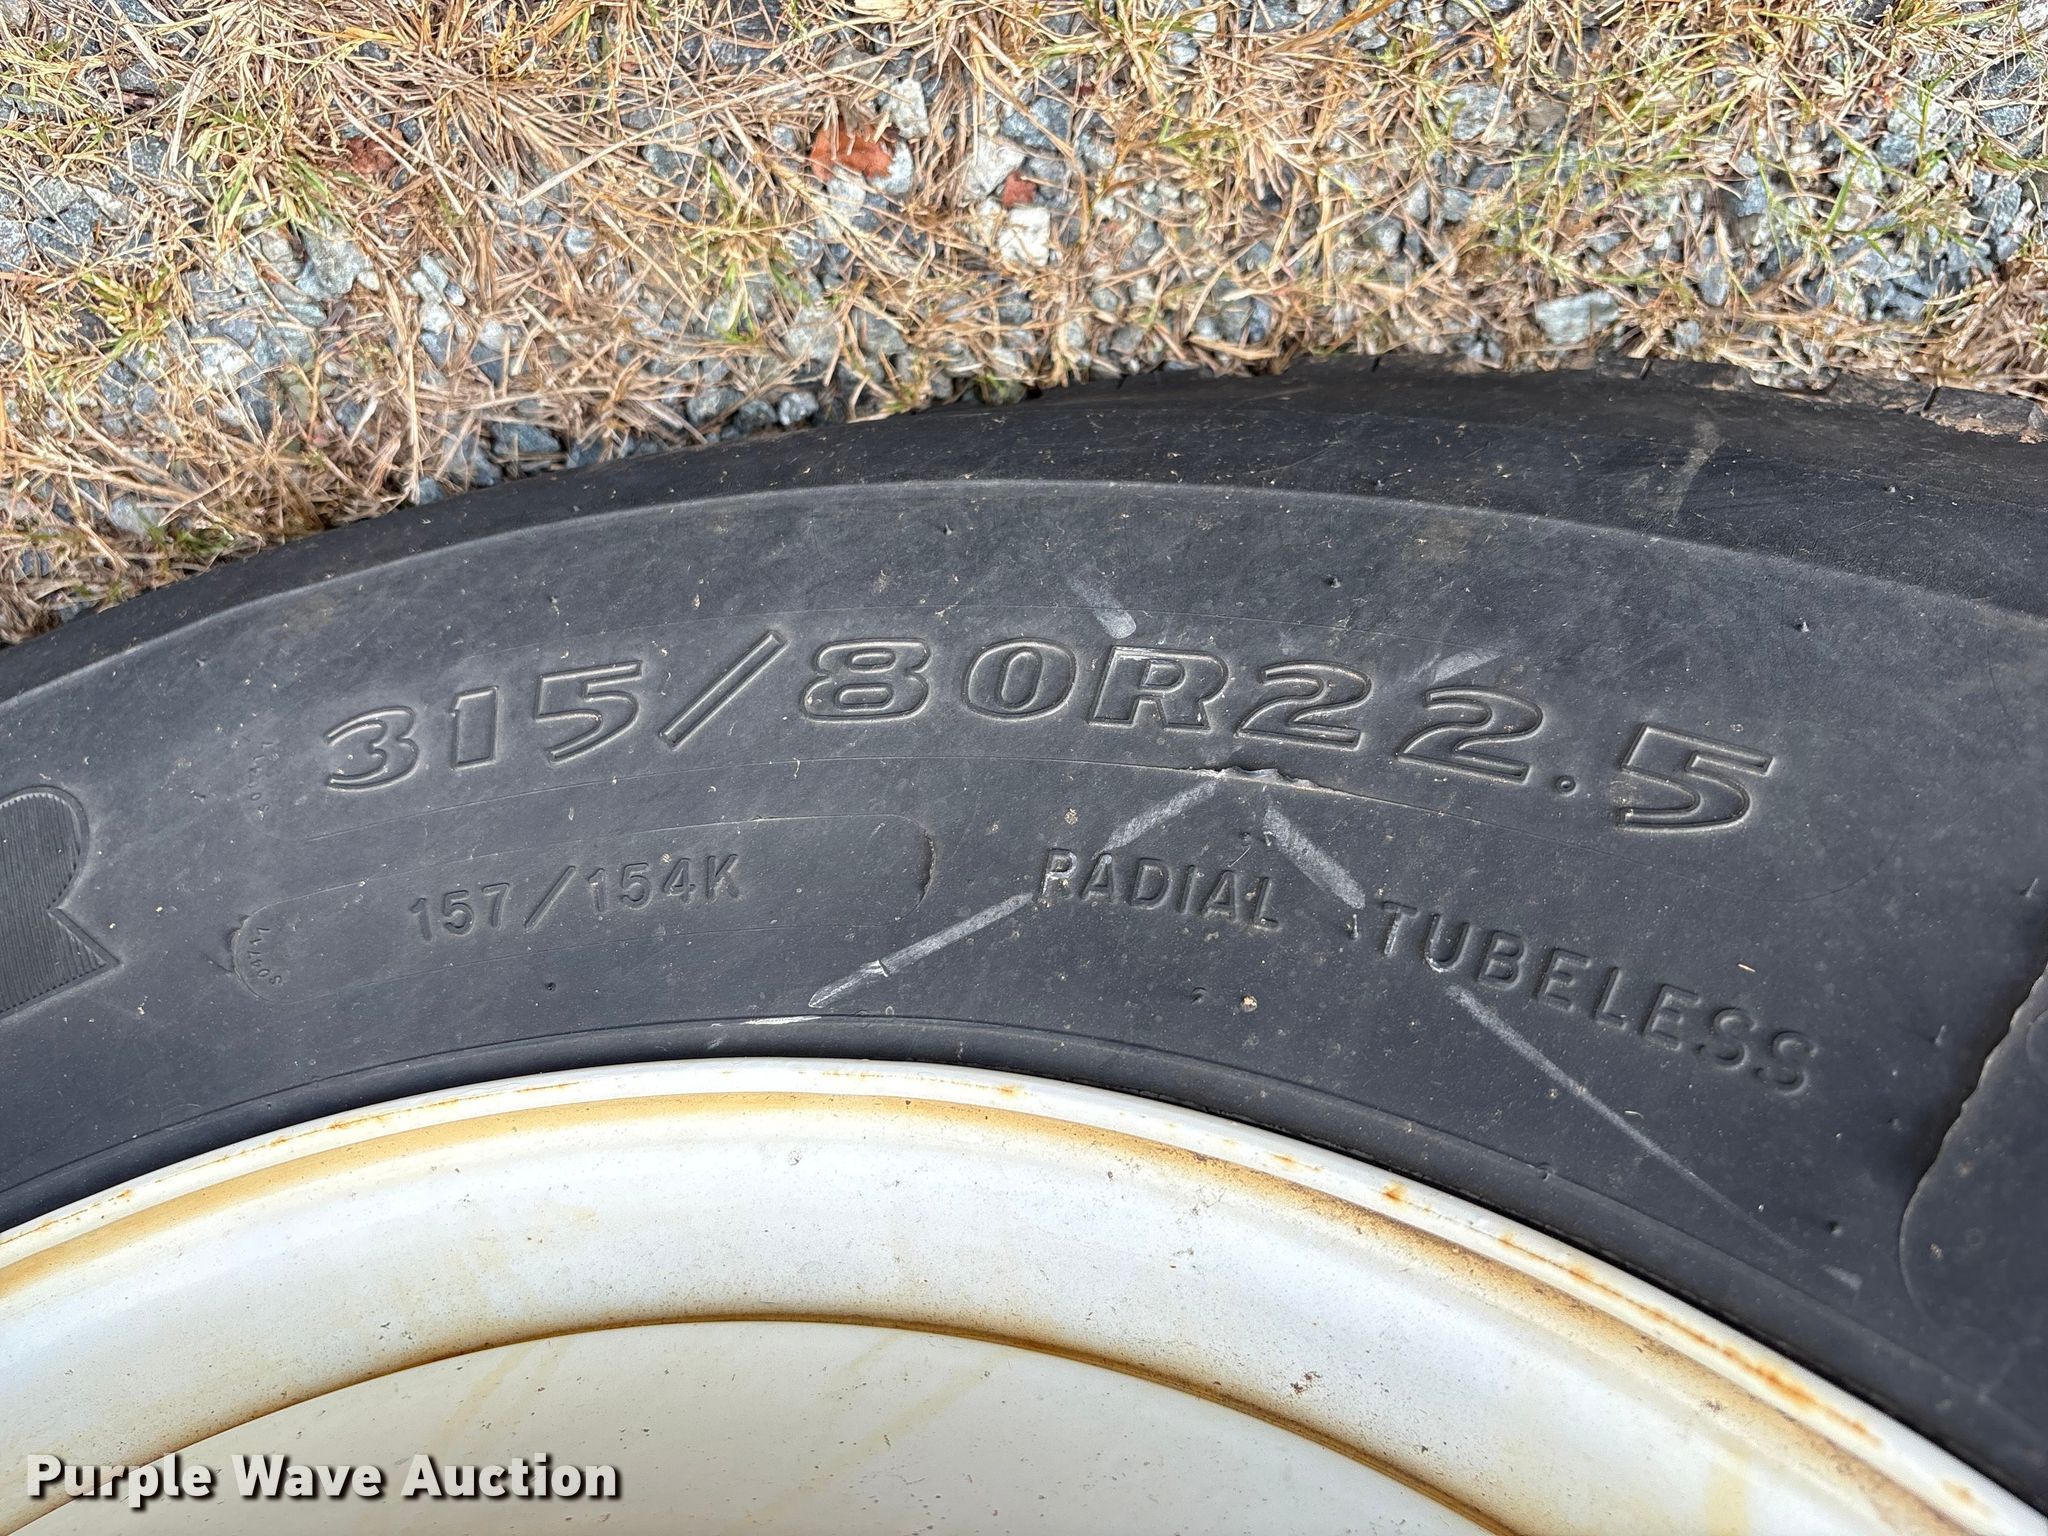 315/80R22.5
157/154K RADIAL TUBELESS
Purple Wave Auction